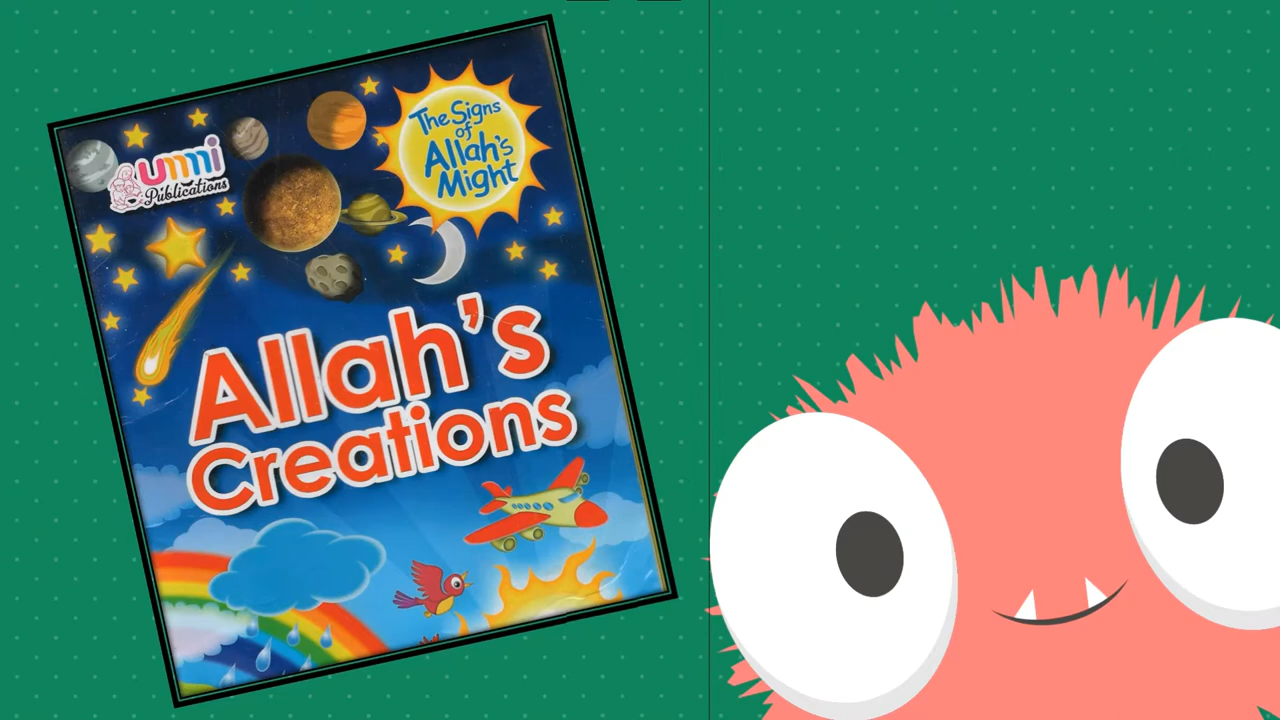 The Signs
of
Allah's
Might
ummi
Publications
Allah's
Creations